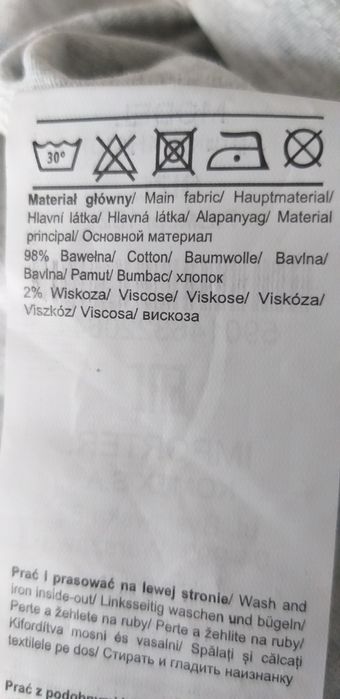 30°
Materiał główny/ Main fabric/ Hauptmaterial/
Hlavní látka/ Hlavná látka/ Alapanyag/ Material
principal/ Основной материал
98% Bawełna/ Cotton/ Baumwolle/ Bavlna/
Bavlna/ Pamut/ Bumbac/ хлопок
2% Wiskoza/ Viscose/ Viskose/ Viskóza/
Viszkóz/ Viscosa/ вискоза
Prać i prasować na lewej stronie/ Wash and
iron inside-out/ Linksseitig waschen und bügeln/
Perte a žehlete na ruby/ Perte a žehlite na ruby/
Kifordítva mosni és vasalni/ Spălați și călcați
textilele pe dos/ Стирать и гладить наизнанку
Prać z